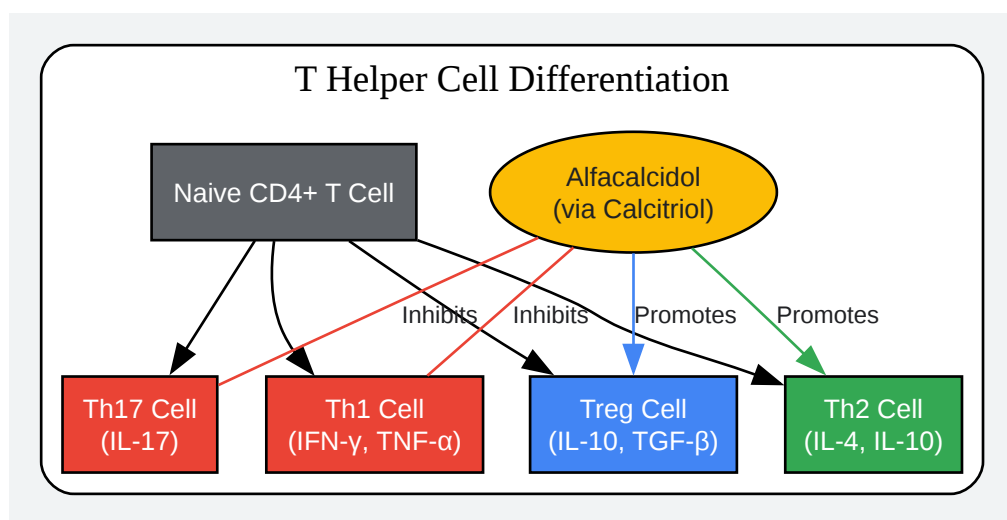 T Helper Cell Differentiation
Naive CD4+ T Cell
Alfacalcidol
(via Calcitriol)
Inhibits
Inhibits
Promotes
Promotes
Th17 Cell
(IL-17)
Th1 Cell
(IFN-γ, TNF-α)
Treg Cell
(IL-10, TGF-β)
Th2 Cell
(IL-4, IL-10)